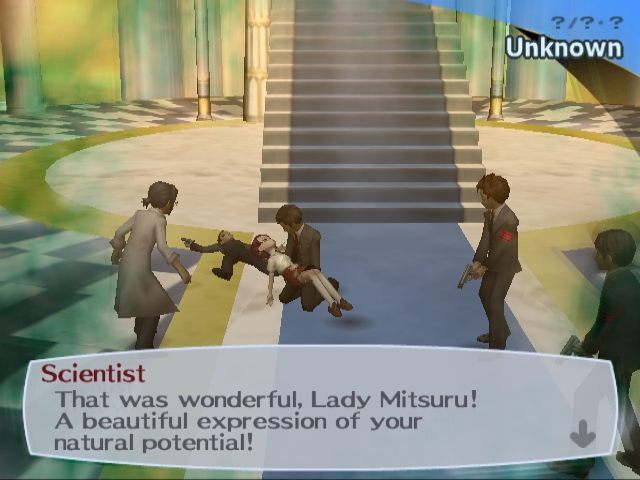 ?/?・?
Unknown
Scientist
That was wonderful, Lady Mitsuru!
A beautiful expression of your
natural potential!